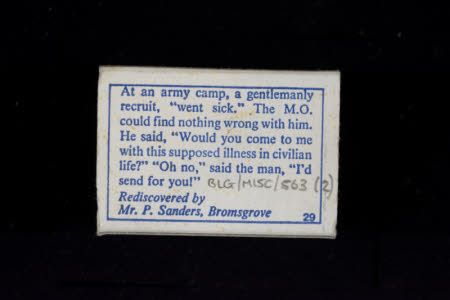 At an army camp, a gentlemanly
recruit, "went sick." The M.O.
could find nothing wrong with him.
He said, "Would you come to me
with this supposed illness in civilian
life?" "Oh no," said the man, "I'd
send for you!" BLG/MISC/563 (2)
Rediscovered by
Mr. P. Sanders, Bromsgrove
29